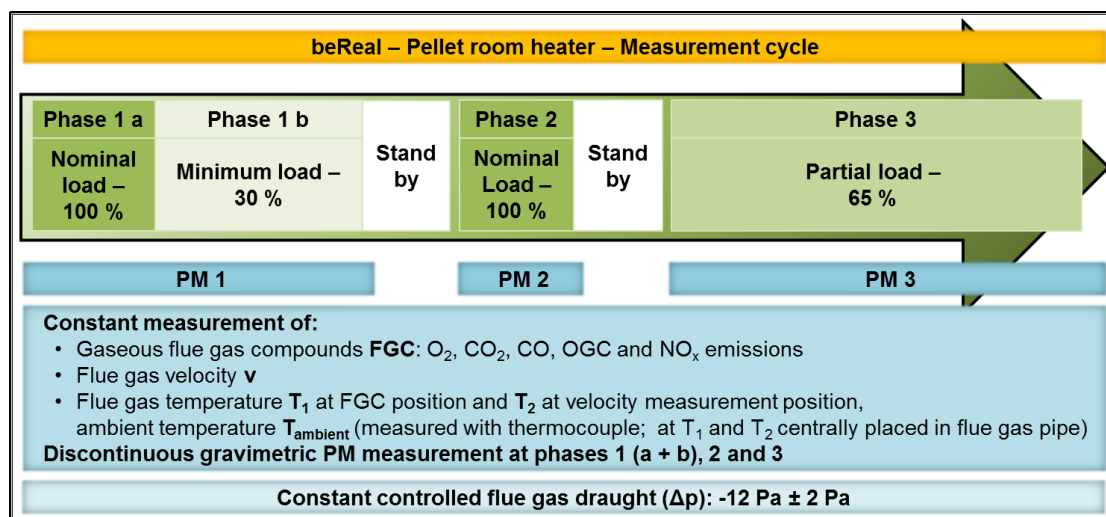 beReal – Pellet room heater – Measurement cycle
Phase 1 a
Phase 1 b
Stand
by
Phase 2
Stand
by
Phase 3
Nominal
load –
100 %
Minimum load –
30 %
Nominal
Load –
100 %
Partial load –
65 %
PM 1
PM 2
PM 3
Constant measurement of:
• Gaseous flue gas compounds FGC: O₂, CO₂, CO, OGC and NOₓ emissions
• Flue gas velocity v
• Flue gas temperature T₁ at FGC position and T₂ at velocity measurement position,
ambient temperature Tambient (measured with thermocouple; at T₁ and T₂ centrally placed in flue gas pipe)
Discontinuous gravimetric PM measurement at phases 1 (a + b), 2 and 3
Constant controlled flue gas draught (Δp): -12 Pa ± 2 Pa